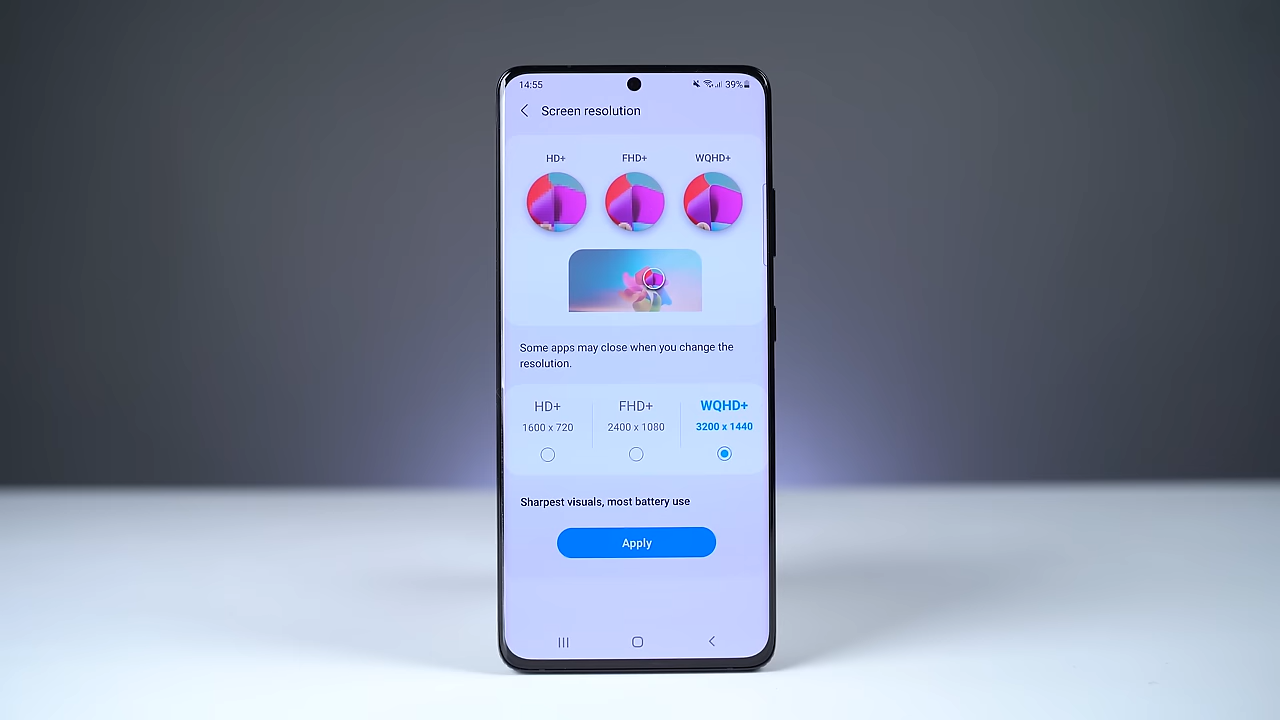 14:55
39%
Screen resolution
HD+ FHD+ WQHD+
Some apps may close when you change the
resolution.
HD+ FHD+ WQHD+
1600 x 720 2400 x 1080 3200 x 1440
Sharpest visuals, most battery use
Apply